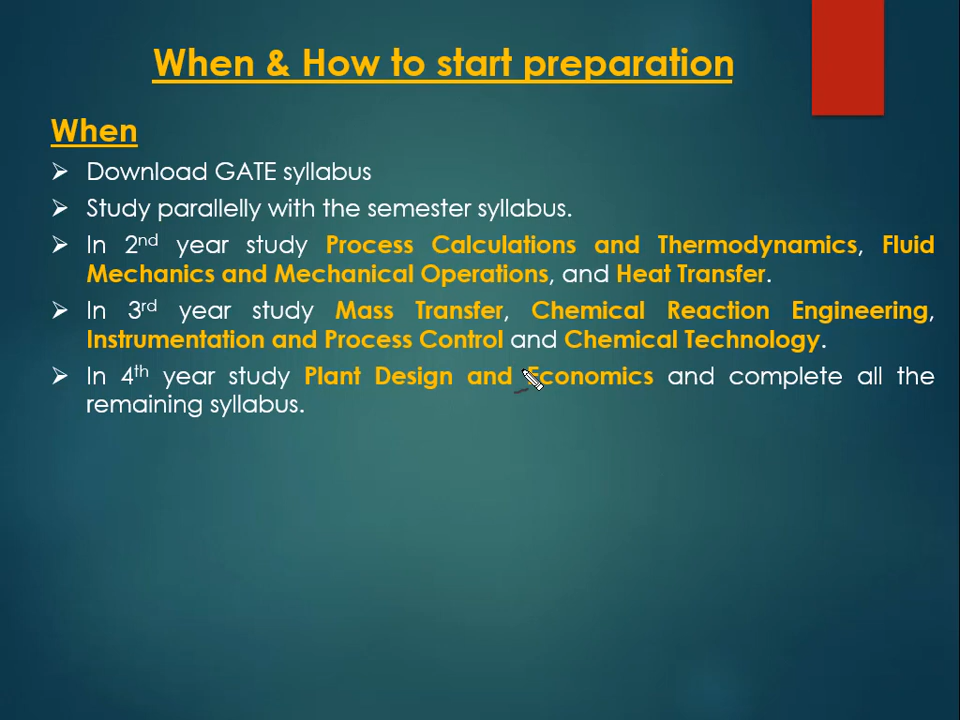 When & How to start preparation
When
➢ Download GATE syllabus
➢ Study parallelly with the semester syllabus.
➢ In 2nd year study Process Calculations and Thermodynamics, Fluid
Mechanics and Mechanical Operations, and Heat Transfer.
➢ In 3rd year study Mass Transfer, Chemical Reaction Engineering,
Instrumentation and Process Control and Chemical Technology.
➢ In 4th year study Plant Design and Economics and complete all the
remaining syllabus.